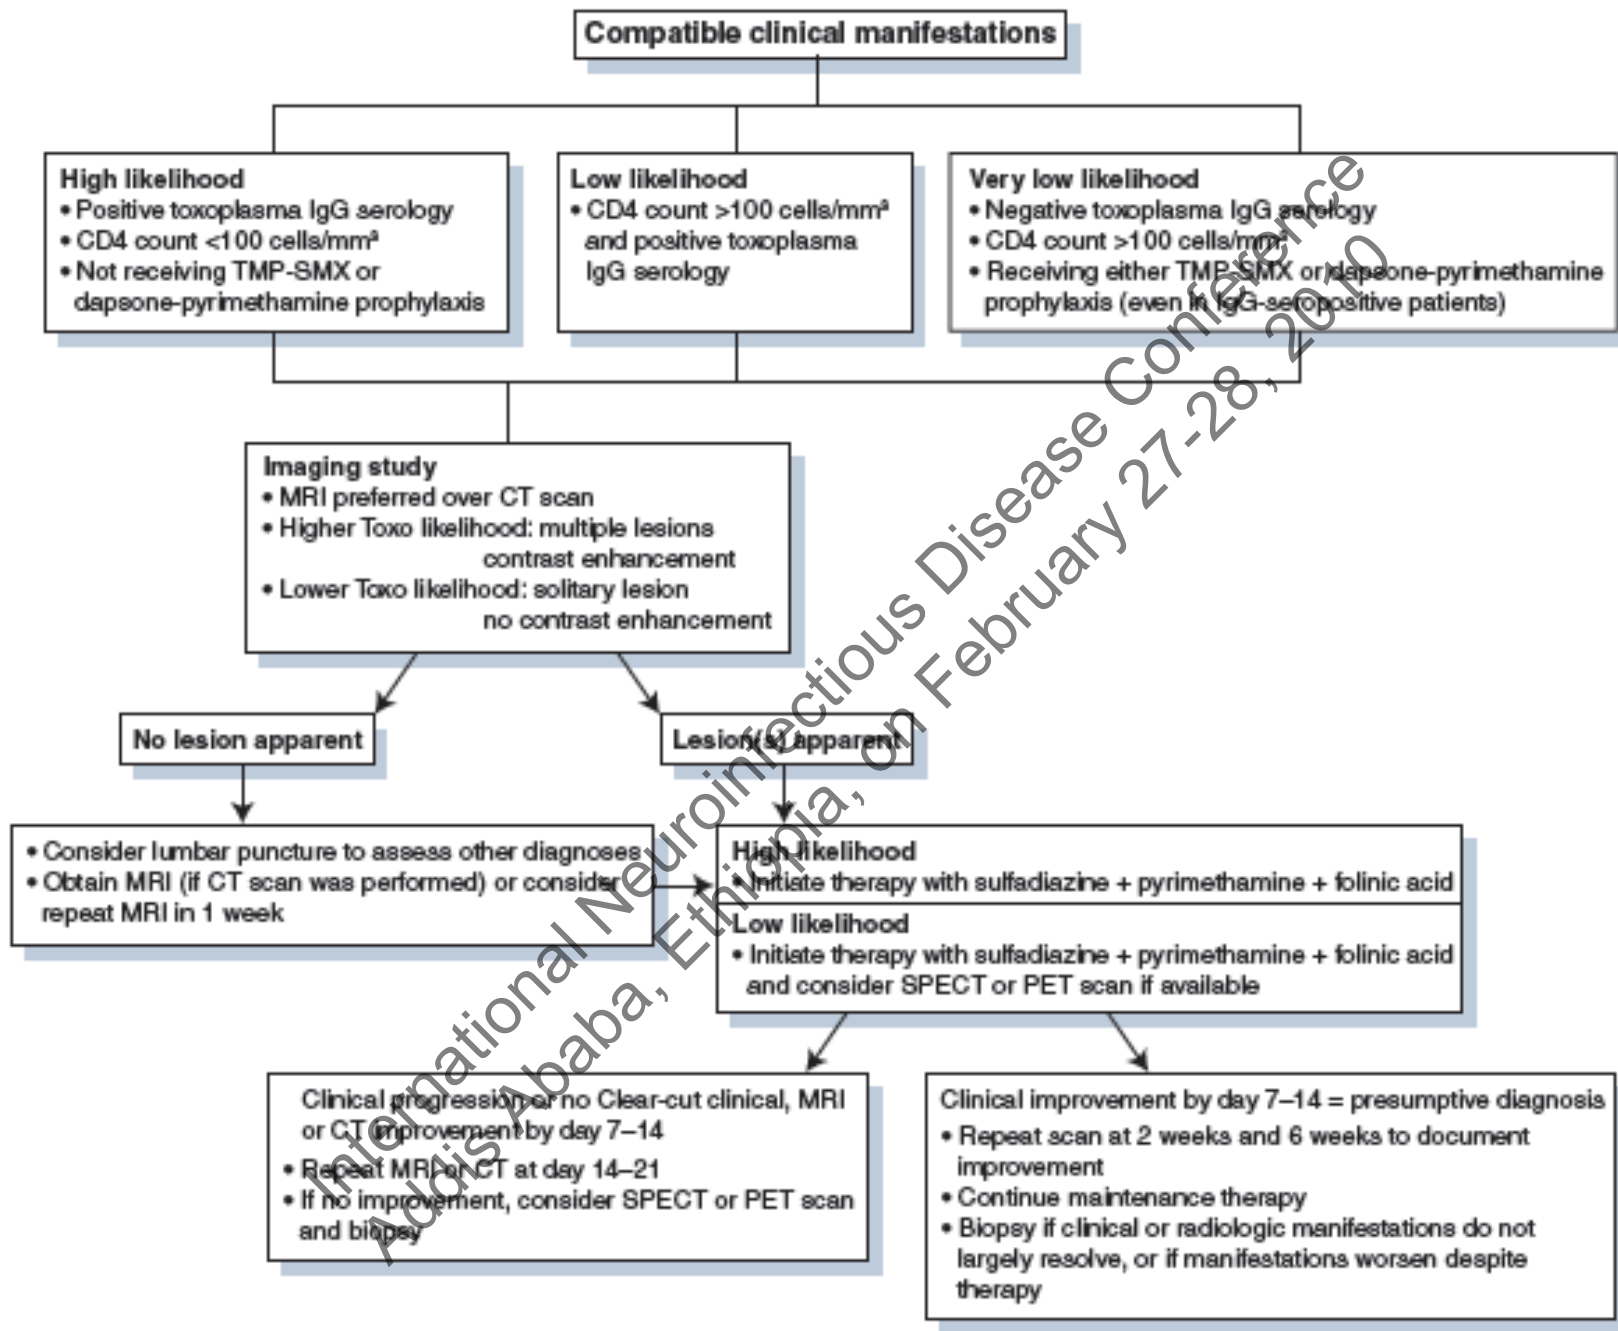 Compatible clinical manifestations
High likelihood
• Positive toxoplasma IgG serology
• CD4 count <100 cells/mm³
• Not receiving TMP-SMX or
dapsone-pyrimethamine prophylaxis
Low likelihood
• CD4 count >100 cells/mm³
and positive toxoplasma
IgG serology
Very low likelihood
• Negative toxoplasma IgG serology
• CD4 count >100 cells/mm³
• Receiving either TMP-SMX or dapsone-pyrimethamine
prophylaxis (even in IgG-seropositive patients)
Imaging study
• MRI preferred over CT scan
• Higher Toxo likelihood: multiple lesions
contrast enhancement
• Lower Toxo likelihood: solitary lesion
no contrast enhancement
No lesion apparent
Lesion(s) apparent
• Consider lumbar puncture to assess other diagnoses
• Obtain MRI (if CT scan was performed) or consider
repeat MRI in 1 week
High likelihood
• Initiate therapy with sulfadiazine + pyrimethamine + folinic acid
Low likelihood
• Initiate therapy with sulfadiazine + pyrimethamine + folinic acid
and consider SPECT or PET scan if available
Clinical progression or no Clear-cut clinical, MRI
or CT improvement by day 7–14
• Repeat MRI or CT at day 14–21
• If no improvement, consider SPECT or PET scan
and biopsy
Clinical improvement by day 7–14 = presumptive diagnosis
• Repeat scan at 2 weeks and 6 weeks to document
improvement
• Continue maintenance therapy
• Biopsy if clinical or radiologic manifestations do not
largely resolve, or if manifestations worsen despite
therapy
International Neuroinfectious Disease Conference
Addis Ababa, Ethiopia, on February 27-28, 2010